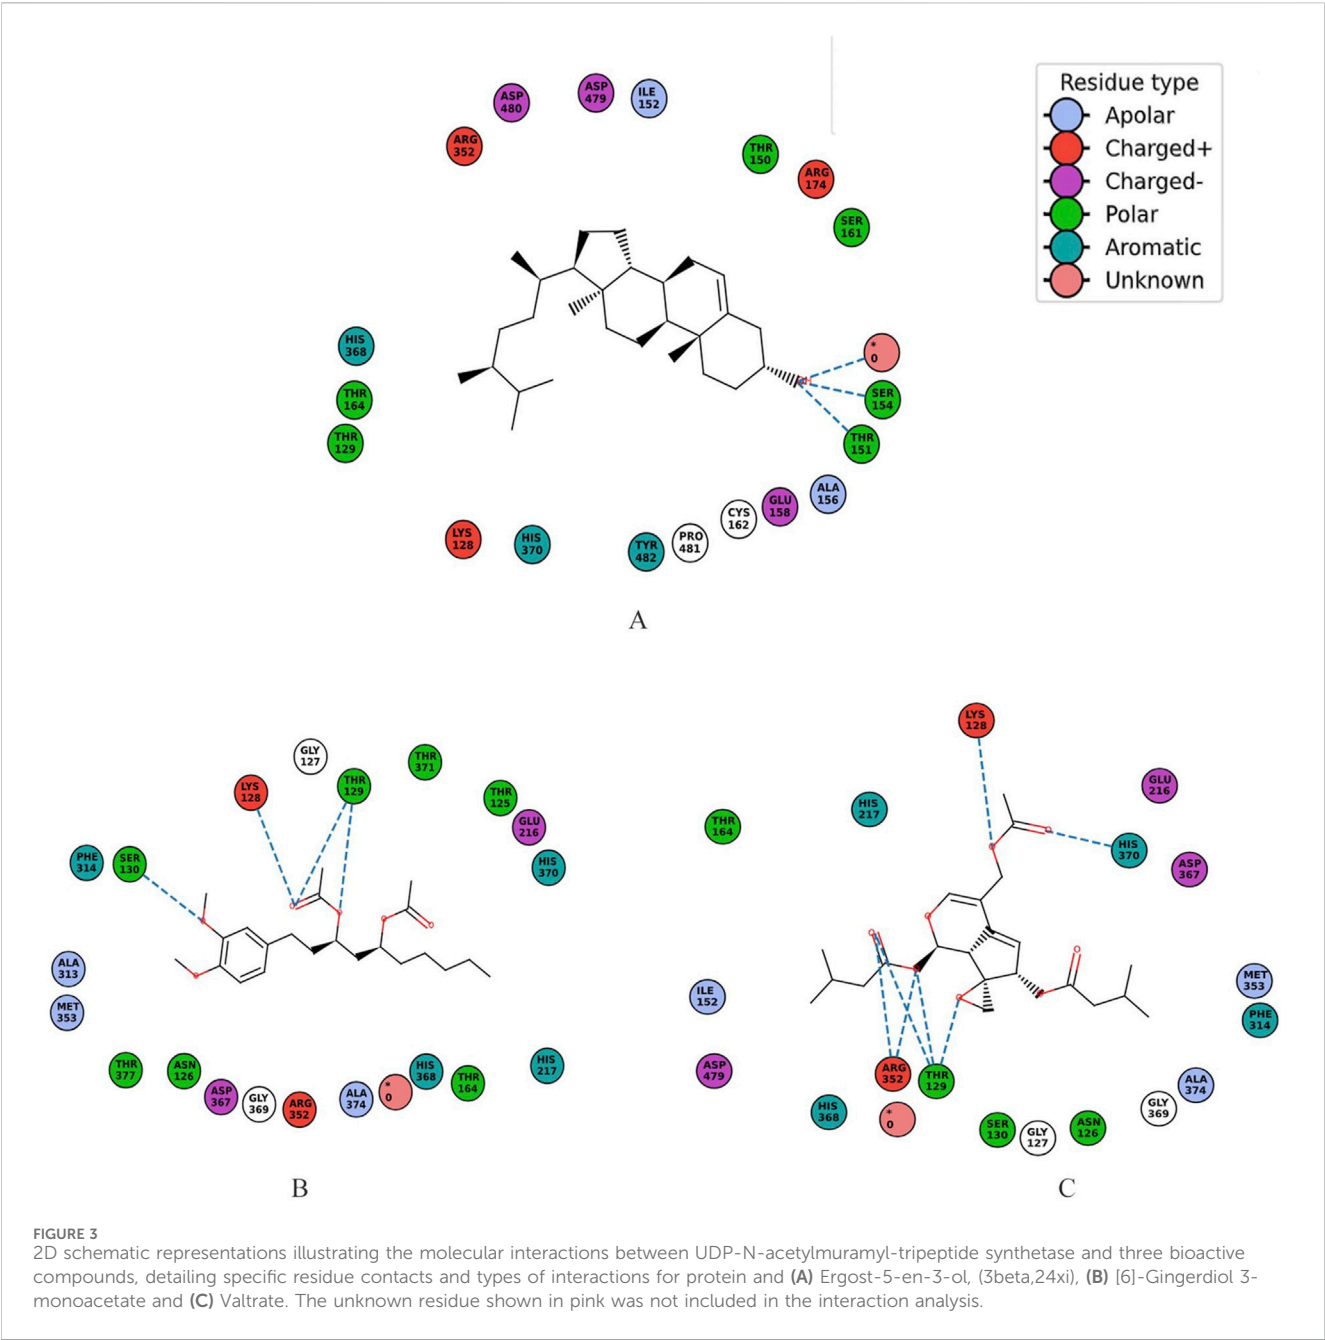 Residue type
Apolar
Charged+
Charged-
Polar
Aromatic
Unknown
ASP
480
ASP
479
ILE
152
ARG
352
THR
150
ARG
174
SER
161
HIS
368
THR
164
THR
129
*
0
SER
154
THR
151
ALA
156
GLU
158
CYS
162
PRO
481
TYR
482
HIS
370
LYS
128
A
GLY
127
THR
371
LYS
128
THR
129
THR
125
GLU
216
PHE
314
SER
130
HIS
370
ALA
313
MET
353
THR
377
ASN
126
ASP
367
GLY
369
ARG
352
ALA
374
*
0
HIS
368
THR
164
HIS
217
B
LYS
128
GLU
216
HIS
217
THR
164
HIS
370
ASP
367
ILE
152
MET
353
PHE
314
ASP
479
ARG
352
THR
129
ALA
374
GLY
369
HIS
368
*
0
SER
130
GLY
127
ASN
126
C
FIGURE 3
2D schematic representations illustrating the molecular interactions between UDP-N-acetylmuramyl-tripeptide synthetase and three bioactive
compounds, detailing specific residue contacts and types of interactions for protein and (A) Ergost-5-en-3-ol, (3beta,24xi), (B) [6]-Gingerdiol 3-
monoacetate and (C) Valtrate. The unknown residue shown in pink was not included in the interaction analysis.